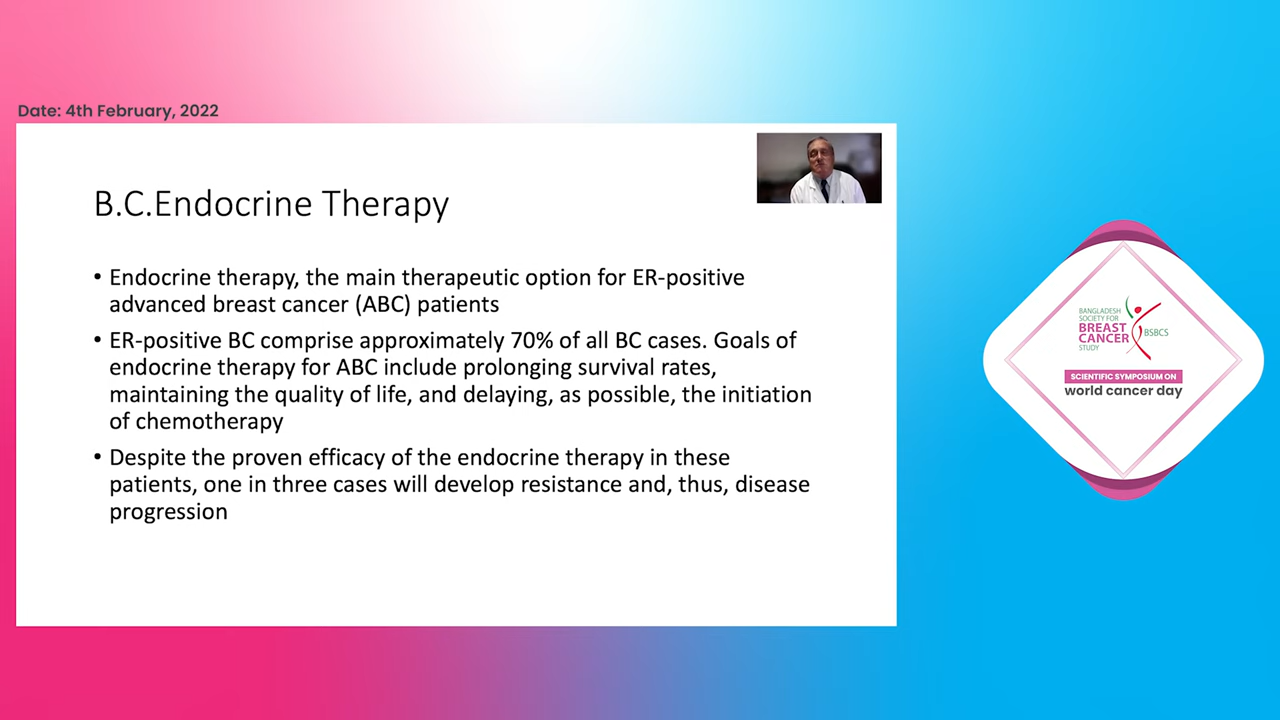 Date: 4th February, 2022
B.C.Endocrine Therapy
• Endocrine therapy, the main therapeutic option for ER-positive
advanced breast cancer (ABC) patients
• ER-positive BC comprise approximately 70% of all BC cases. Goals of
endocrine therapy for ABC include prolonging survival rates,
maintaining the quality of life, and delaying, as possible, the initiation
of chemotherapy
• Despite the proven efficacy of the endocrine therapy in these
patients, one in three cases will develop resistance and, thus, disease
progression
BANGLADESH
SOCIETY FOR
BREAST
CANCER
STUDY
BSBCS
SCIENTIFIC SYMPOSIUM ON
world cancer day